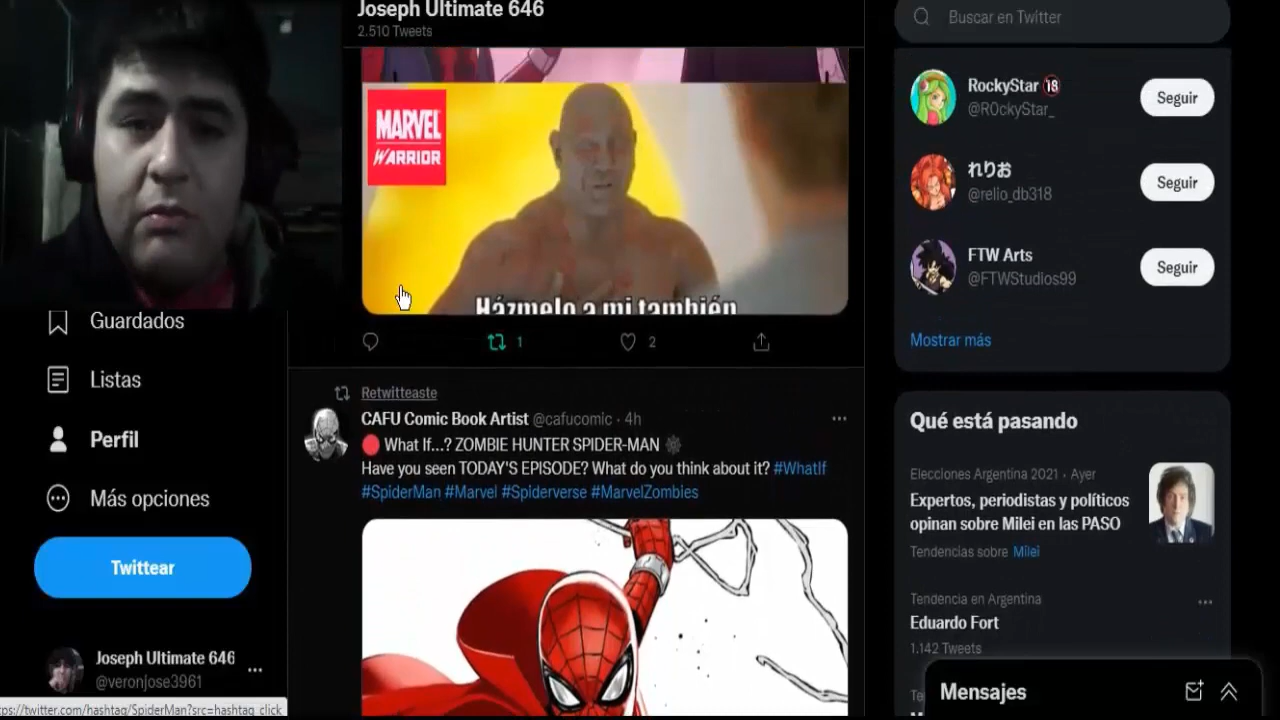 Joseph Ultimate 646
2.510 Tweets
MARVEL
WARRIOR
Házmelo a mi también
1
2
Retwitteaste
CAFU Comic Book Artist @cafucomic · 4h
What If...? ZOMBIE HUNTER SPIDER-MAN
Have you seen TODAY'S EPISODE? What do you think about it? #WhatIf
#SpiderMan #Marvel #Spiderverse #MarvelZombies
Guardados
Listas
Perfil
Más opciones
Twittear
Joseph Ultimate 646
@veronjose3961
ps://twitter.com/hashtag/SpiderMan?src=hashtag_click
Buscar en Twitter
RockyStar 18
@R0ckyStar_
Seguir
れりお
@relio_db318
Seguir
FTW Arts
@FTWStudios99
Seguir
Mostrar más
Qué está pasando
Elecciones Argentina 2021 · Ayer
Expertos, periodistas y políticos
opinan sobre Milei en las PASO
Tendencias sobre Milei
Tendencia en Argentina
Eduardo Fort
1.142 Tweets
Te
Mensajes